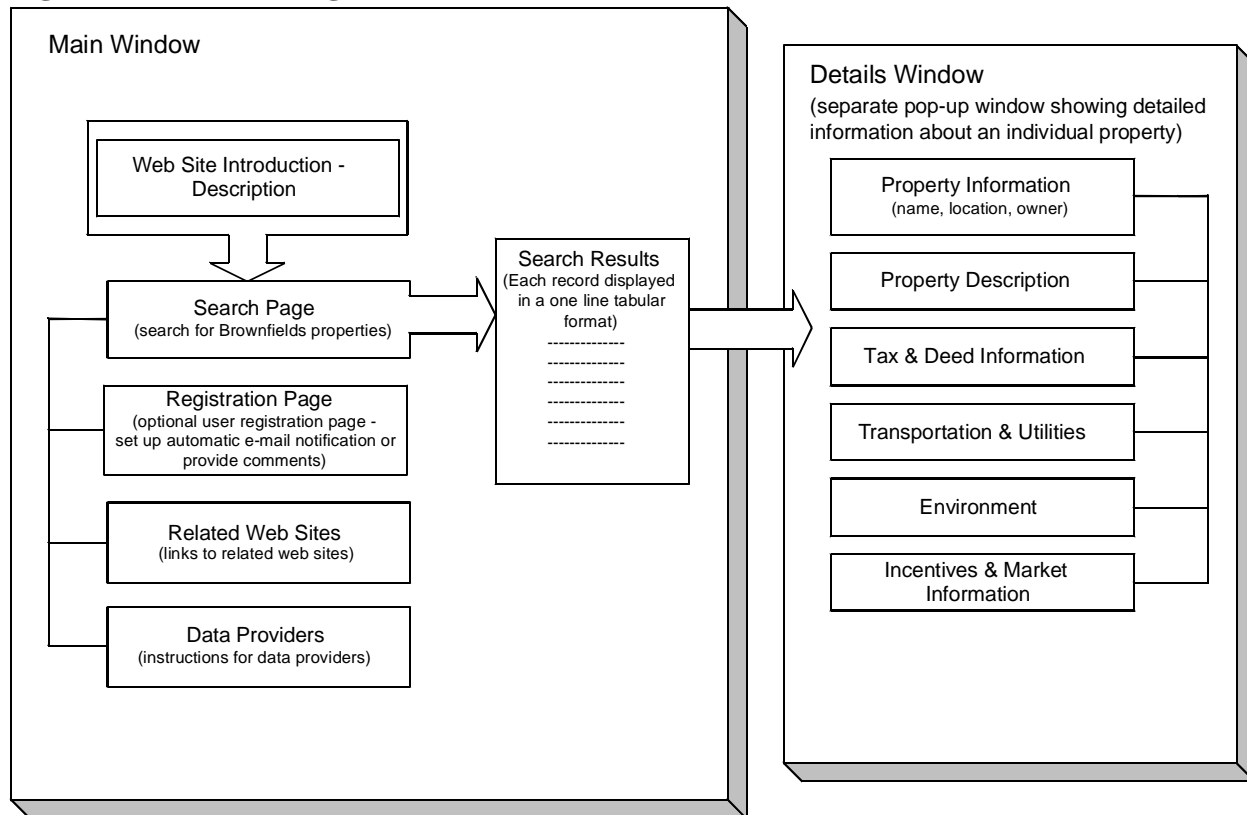 Main Window
Web Site Introduction -
Description
Search Page
(search for Brownfields properties)
Registration Page
(optional user registration page -
set up automatic e-mail notification or
provide comments)
Related Web Sites
(links to related web sites)
Data Providers
(instructions for data providers)
Search Results
(Each record displayed
in a one line tabular
format)
--------------
--------------
--------------
--------------
--------------
--------------
Details Window
(separate pop-up window showing detailed
information about an individual property)
Property Information
(name, location, owner)
Property Description
Tax & Deed Information
Transportation & Utilities
Environment
Incentives & Market
Information